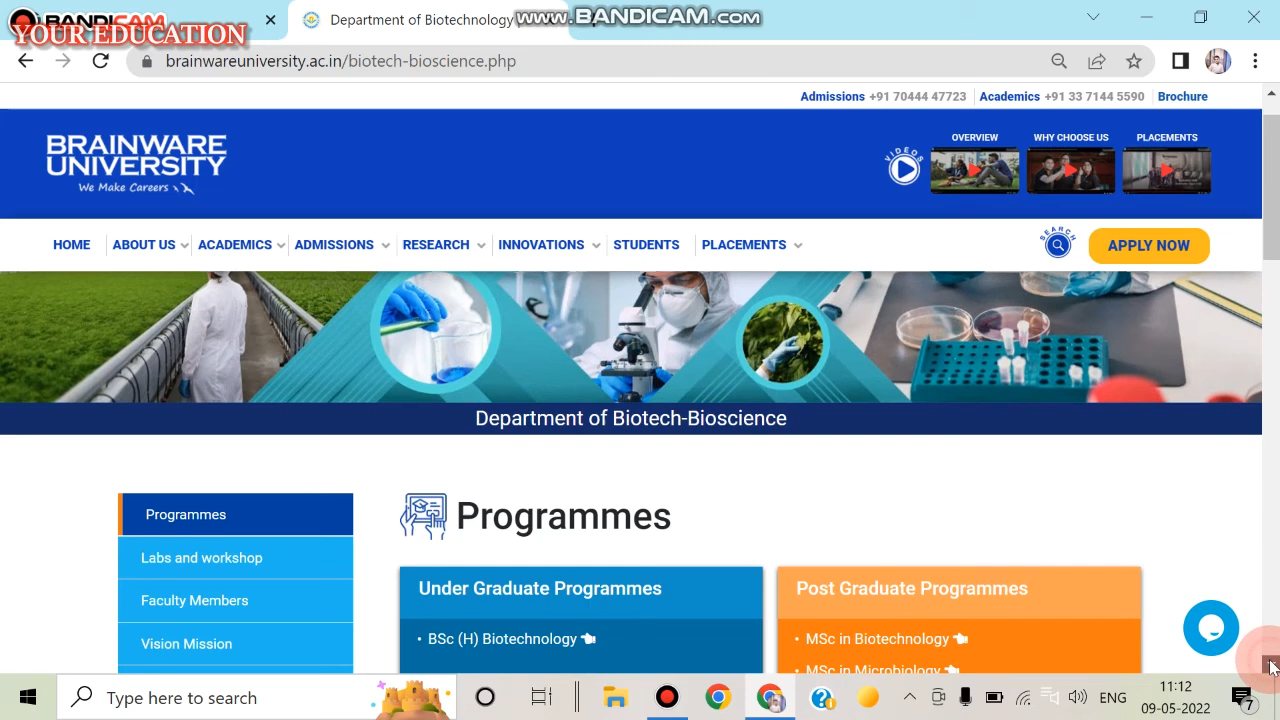 www.BANDICAM.com
BANDICAM
YOUR EDUCATION
Department of Biotechnology
brainwareuniversity.ac.in/biotech-bioscience.php
Admissions +91 70444 47723 Academics +91 33 7144 5590 Brochure
BRAINWARE
UNIVERSITY
We Make Careers
VIDEOS
OVERVIEW WHY CHOOSE US PLACEMENTS
HOME ABOUT US ACADEMICS ADMISSIONS RESEARCH INNOVATIONS STUDENTS PLACEMENTS
SEARCH
APPLY NOW
Department of Biotech-Bioscience
Programmes
Labs and workshop
Faculty Members
Vision Mission
Programmes
Under Graduate Programmes
• BSc (H) Biotechnology
Post Graduate Programmes
• MSc in Biotechnology
• MSc in Microbiology
Type here to search
ENG
11:12
09-05-2022
7